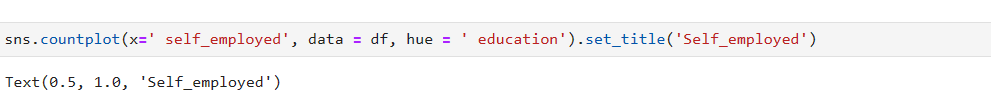 sns.countplot(x=' self_employed', data = df, hue = ' education').set_title('Self_employed')
Text(0.5, 1.0, 'Self_employed')